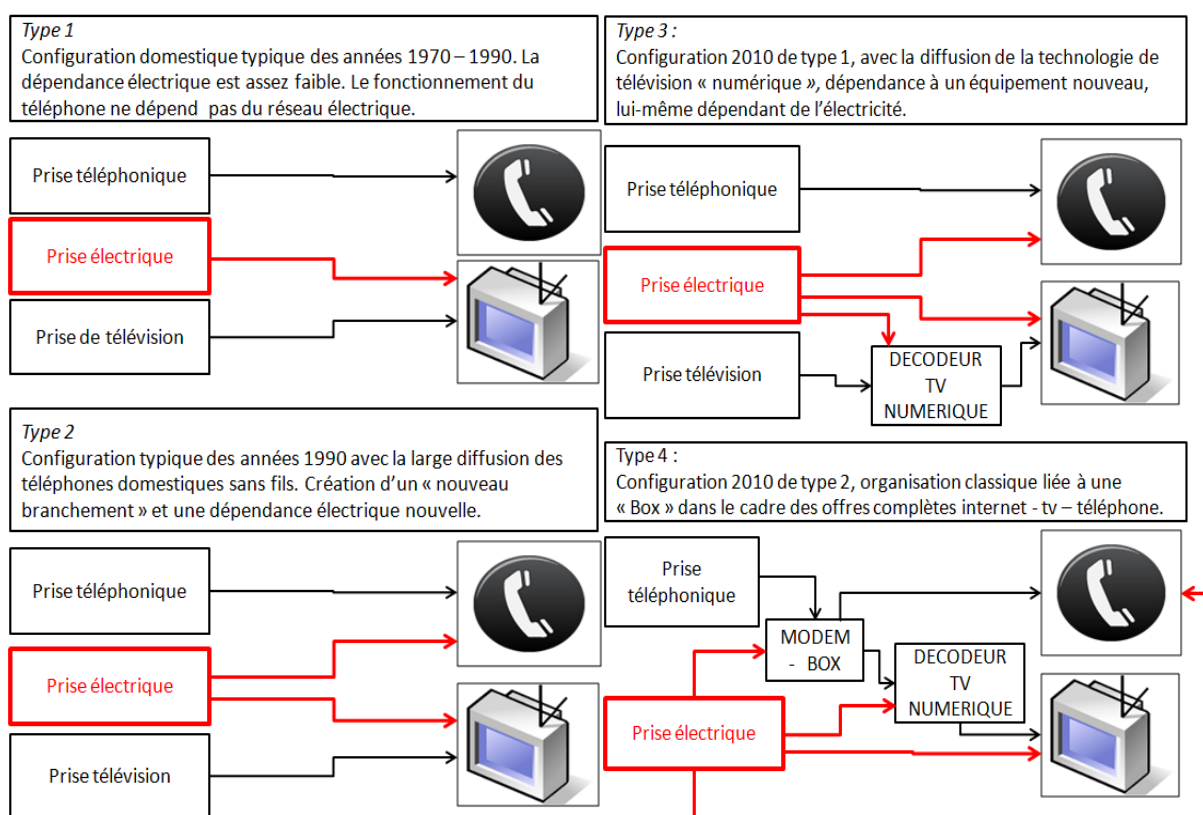 Type 1
Configuration domestique typique des années 1970 – 1990. La
dépendance électrique est assez faible. Le fonctionnement du
téléphone ne dépend pas du réseau électrique.
Prise téléphonique
Prise électrique
Prise de télévision
Type 2
Configuration typique des années 1990 avec la large diffusion des
téléphones domestiques sans fils. Création d'un « nouveau
branchement » et une dépendance électrique nouvelle.
Prise téléphonique
Prise électrique
Prise télévision
Type 3 :
Configuration 2010 de type 1, avec la diffusion de la technologie de
télévision « numérique », dépendance à un équipement nouveau,
lui-même dépendant de l'électricité.
Prise téléphonique
Prise électrique
Prise télévision
DECODEUR
TV
NUMERIQUE
Type 4 :
Configuration 2010 de type 2, organisation classique liée à une
« Box » dans le cadre des offres complètes internet - tv – téléphone.
Prise
téléphonique
MODEM
- BOX
DECODEUR
TV
NUMERIQUE
Prise électrique